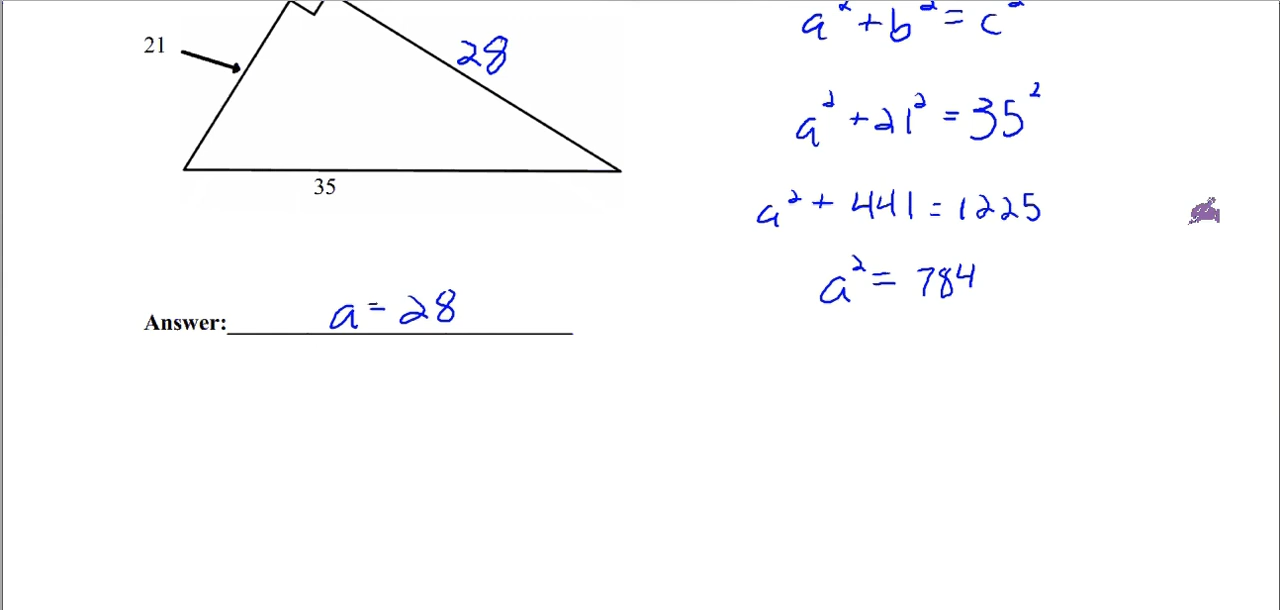 a² + b² = c²
21
28
a² + 21² = 35²
35
a² + 441 = 1225
a² = 784
Answer: a = 28